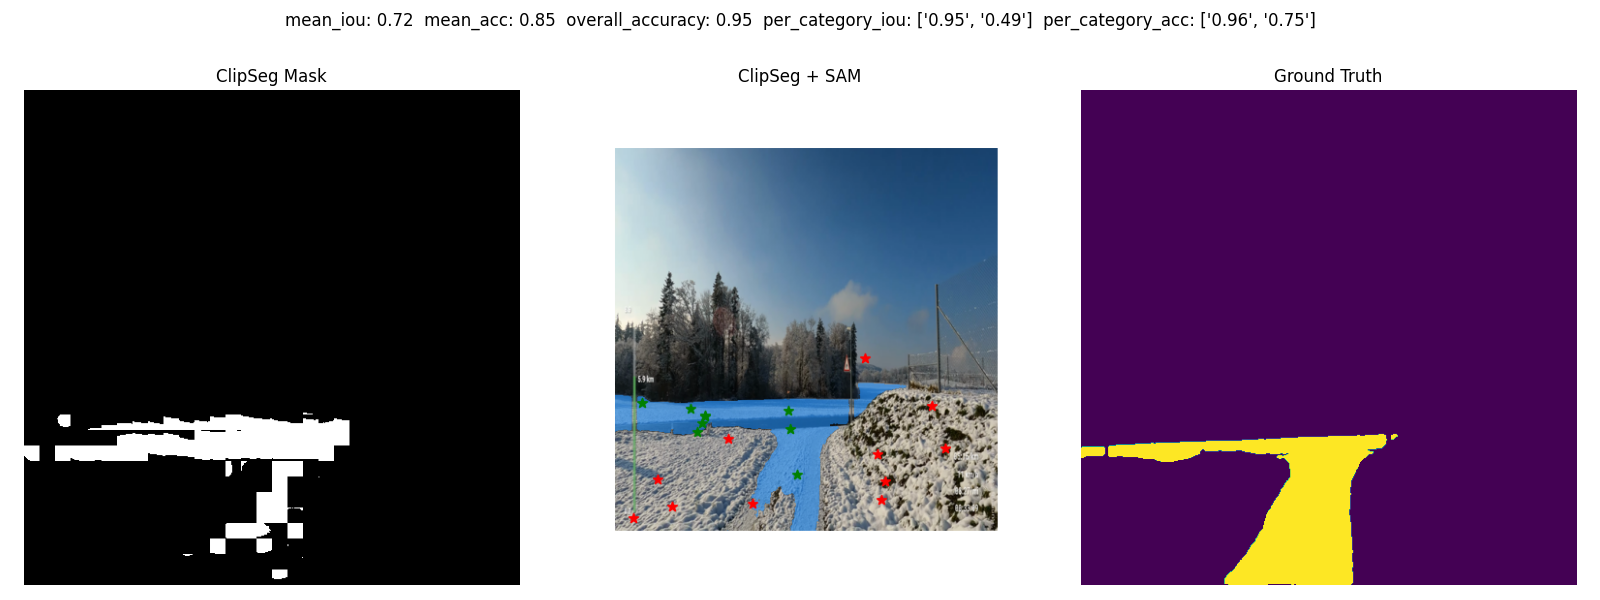 mean_iou: 0.72  mean_acc: 0.85  overall_accuracy: 0.95  per_category_iou: ['0.95', '0.49']  per_category_acc: ['0.96', '0.75']
ClipSeg Mask
ClipSeg + SAM
Ground Truth
5.9 km